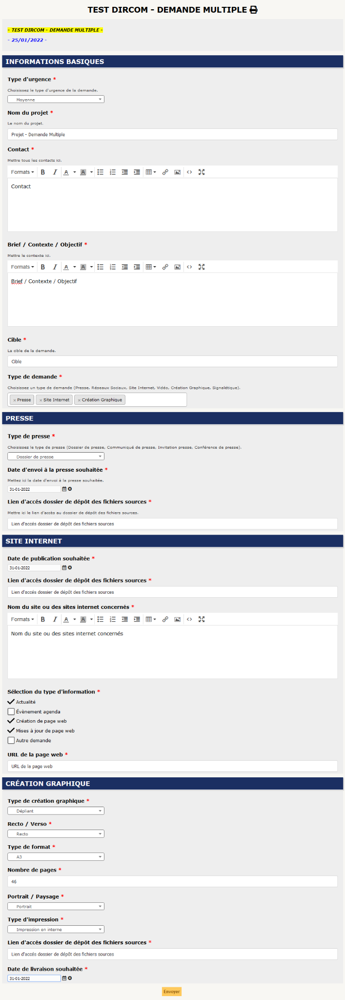 TEST DIRCOM - DEMANDE MULTIPLE
- TEST DIRCOM - DEMANDE MULTIPLE -
- 25/01/2022 -
INFORMATIONS BASIQUES
Type d'urgence *
Choisissez le type d'urgence de la demande.
Moyenne
Nom du projet *
Le nom du projet.
Projet - Demande Multiple
Contact *
Mettre tous les contacts ici.
Formats B I A A
Contact
Brief / Contexte / Objectif *
Mettre le contexte ici.
Formats B I A A
Brief / Contexte / Objectif
Cible *
La cible de la demande.
Cible
Type de demande *
Choisissez un type de demande (Presse, Réseaux Sociaux, Site Internet, Vidéo, Création Graphique, Signalétique).
× Presse × Site Internet × Création Graphique
PRESSE
Type de presse *
Choisissez le type de presse (Dossier de presse, Communiqué de presse, Invitation presse, Conférence de presse).
Dossier de presse
Date d'envoi à la presse souhaitée *
Mettez ici la date d'envoi à la presse souhaitée.
31-01-2022
Lien d'accés dossier de dépôt des fichiers sources *
Mettre ici le lien d'accès au dossier de dépôt des fichiers sources.
Lien d'accés dossier de dépôt des fichiers sources
SITE INTERNET
Date de publication souhaitée *
31-01-2022
Lien d'accés dossier de dépôt des fichiers sources *
Lien d'accés dossier de dépôt des fichiers sources
Nom du site ou des sites internet concernés *
Formats B I A A
Nom du site ou des sites internet concernés
Sélection du type d'information *
Actualité
Évènement agenda
Création de page web
Mises à jour de page web
Autre demande
URL de la page web *
URL de la page web
CRÉATION GRAPHIQUE
Type de création graphique *
Dépliant
Recto / Verso *
Recto
Type de format *
A3
Nombre de pages *
46
Portrait / Paysage *
Portrait
Type d'impression *
Impression en interne
Lien d'accés dossier de dépôt des fichiers sources *
Lien d'accés dossier de dépôt des fichiers sources
Date de livraison souhaitée *
31-01-2022
Envoyer